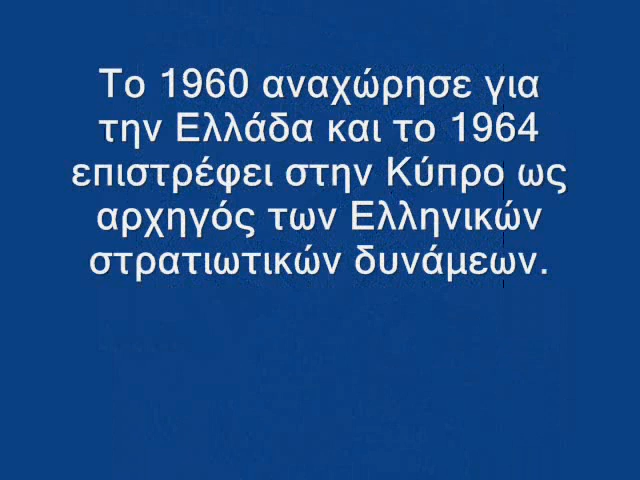 Το 1960 αναχώρησε για
την Ελλάδα και το 1964
επιστρέφει στην Κύπρο ως
αρχηγός των Ελληνικών
στρατιωτικών δυνάμεων.